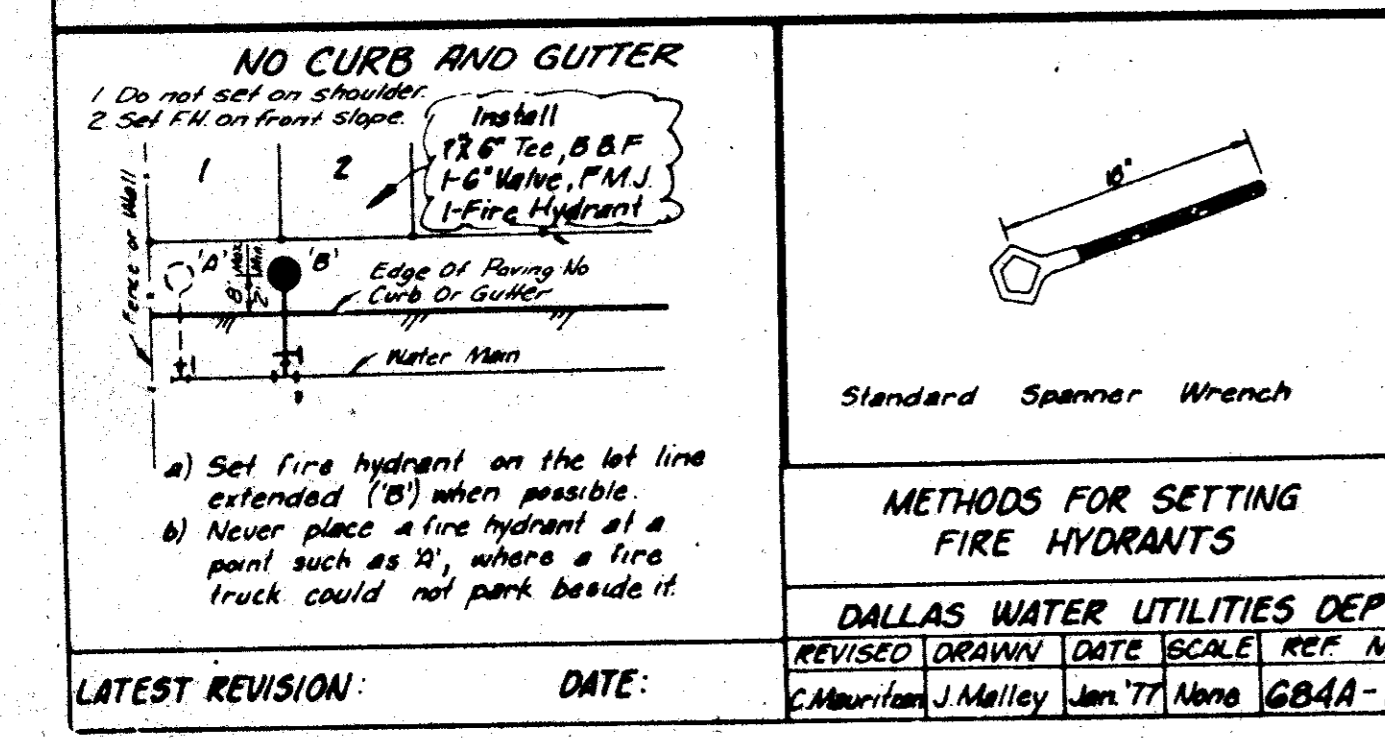 NO CURB AND GUTTER
1 Do not set on shoulder.
2 Set F.H. on front slope.
Install
6" Tee, B B.F
1-6" Valve, F M.J.
1-Fire Hydrant
1
2
Fence or Wall
'A'
8' Max.
2' Min.
'B'
Edge Of Paving No
Curb Or Gutter
Water Main
a) Set fire hydrant on the lot line
extended ('B') when possible.
b) Never place a fire hydrant at a
point such as 'A', where a fire
truck could not park beside it.
LATEST REVISION: DATE:
Standard Spanner Wrench
METHODS FOR SETTING
FIRE HYDRANTS
DALLAS WATER UTILITIES DEP
REVISED DRAWN DATE SCALE REF. N
J. Malley Jan. '77 None 684A-